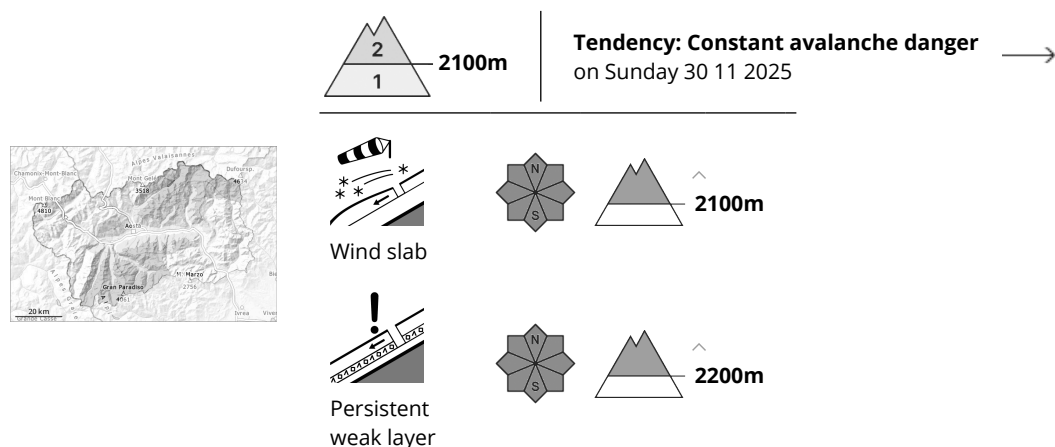 2
1
2100m
Tendency: Constant avalanche danger
on Sunday 30 11 2025
N
S
2100m
Wind slab
Alpes Valaisannes
Chamonix-Mont-Blanc
Dufoursp.
Mont Gelé
3518
Mont Blanc
4810
Aosta
M. Marzo
2756
Gran Paradiso
4061
20 km
Ivrea
N
S
2200m
Persistent
weak layer